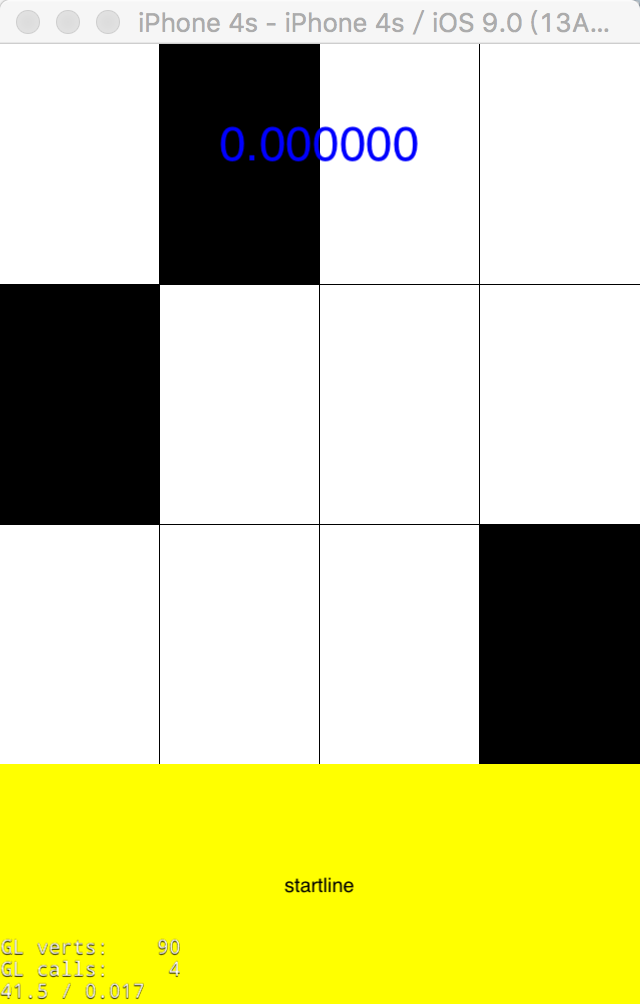 iPhone 4s - iPhone 4s / iOS 9.0 (13A...
0.000000
startline
GL verts: 90
GL calls: 4
41.5 / 0.017